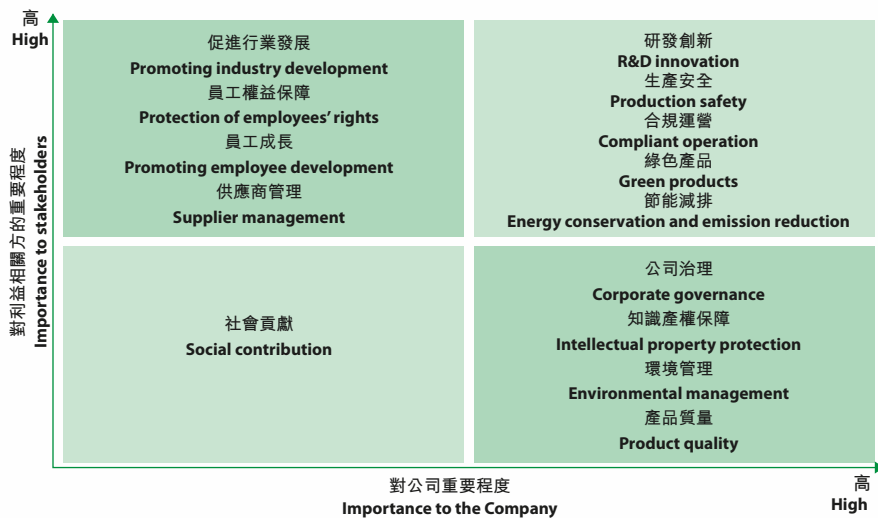 高
High
對利益相關方的重要程度
Importance to stakeholders
促進行業發展
Promoting industry development
員工權益保障
Protection of employees' rights
員工成長
Promoting employee development
供應商管理
Supplier management
研發創新
R&D innovation
生產安全
Production safety
合規運營
Compliant operation
綠色產品
Green products
節能減排
Energy conservation and emission reduction
社會貢獻
Social contribution
公司治理
Corporate governance
知識產權保障
Intellectual property protection
環境管理
Environmental management
產品質量
Product quality
對公司重要程度
Importance to the Company
高
High